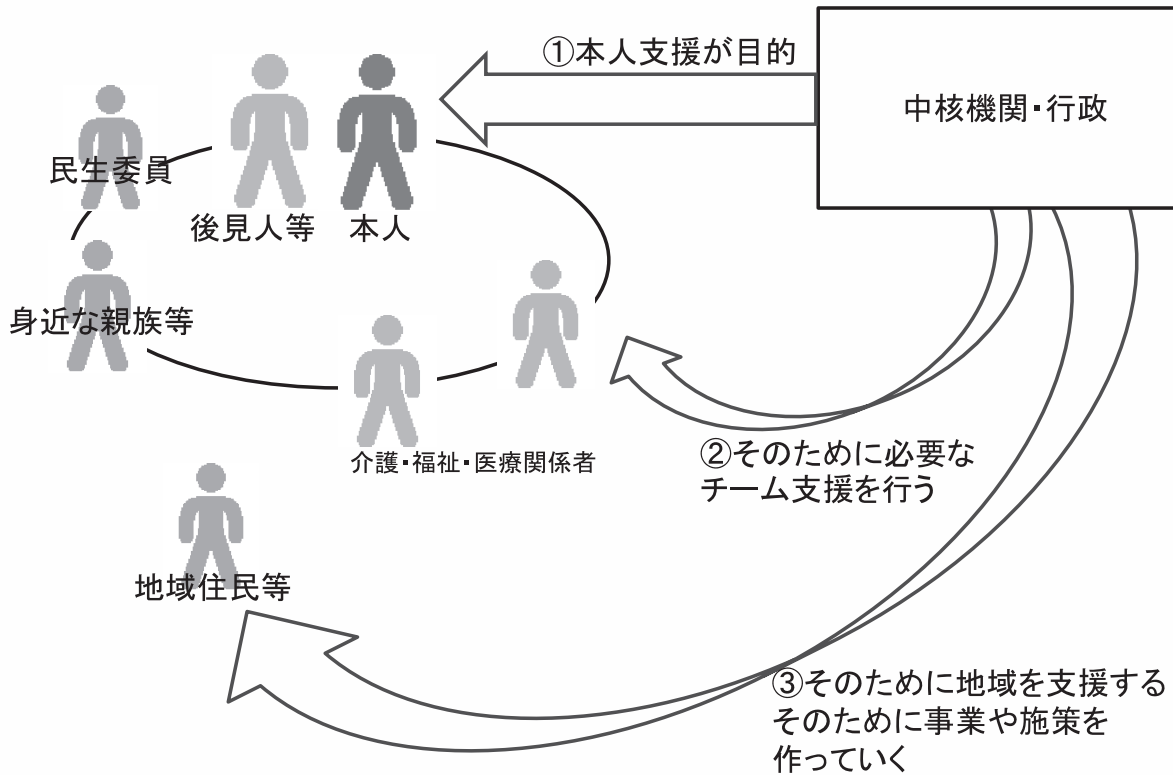 ①本人支援が目的
中核機関・行政
民生委員
後見人等
本人
身近な親族等
介護・福祉・医療関係者
②そのために必要な
チーム支援を行う
地域住民等
③そのために地域を支援する
そのために事業や施策を
作っていく